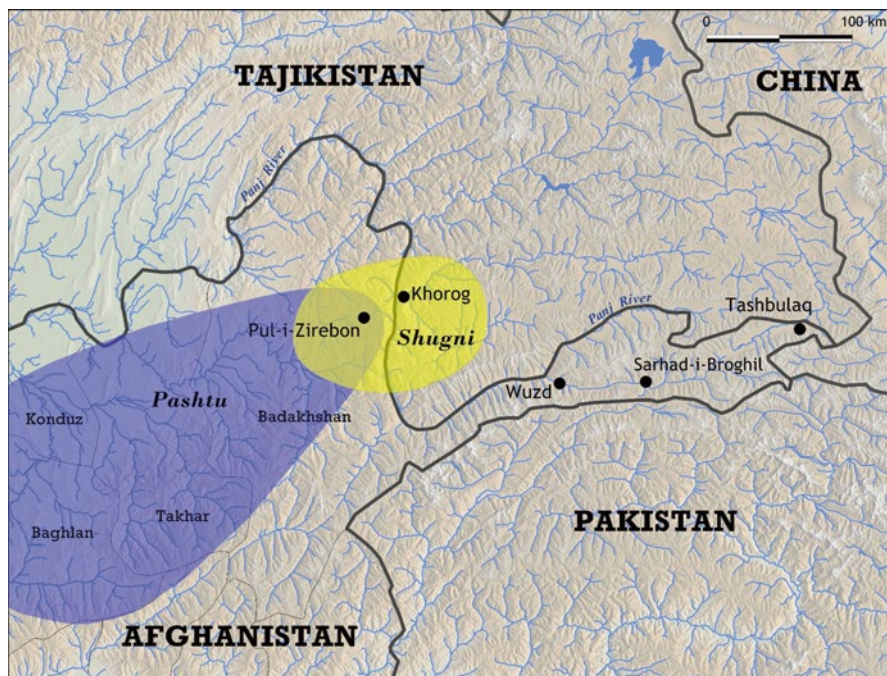 0 100 km
TAJIKISTAN
CHINA
Panj River
Khorog
Panj River
Tashbulaq
Pul-i-Zirebon
Shugni
Sarhad-i-Broghil
Wuzd
Pashtu
Konduz
Badakhshan
Takhar
PAKISTAN
Baghlan
AFGHANISTAN